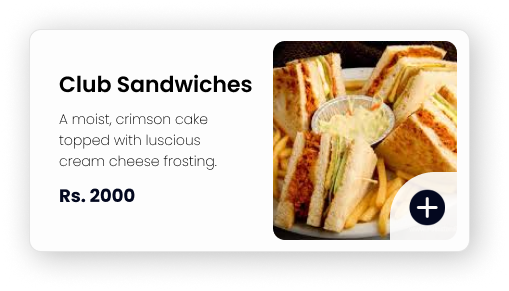 Club Sandwiches
A moist, crimson cake
topped with luscious
cream cheese frosting.
Rs. 2000